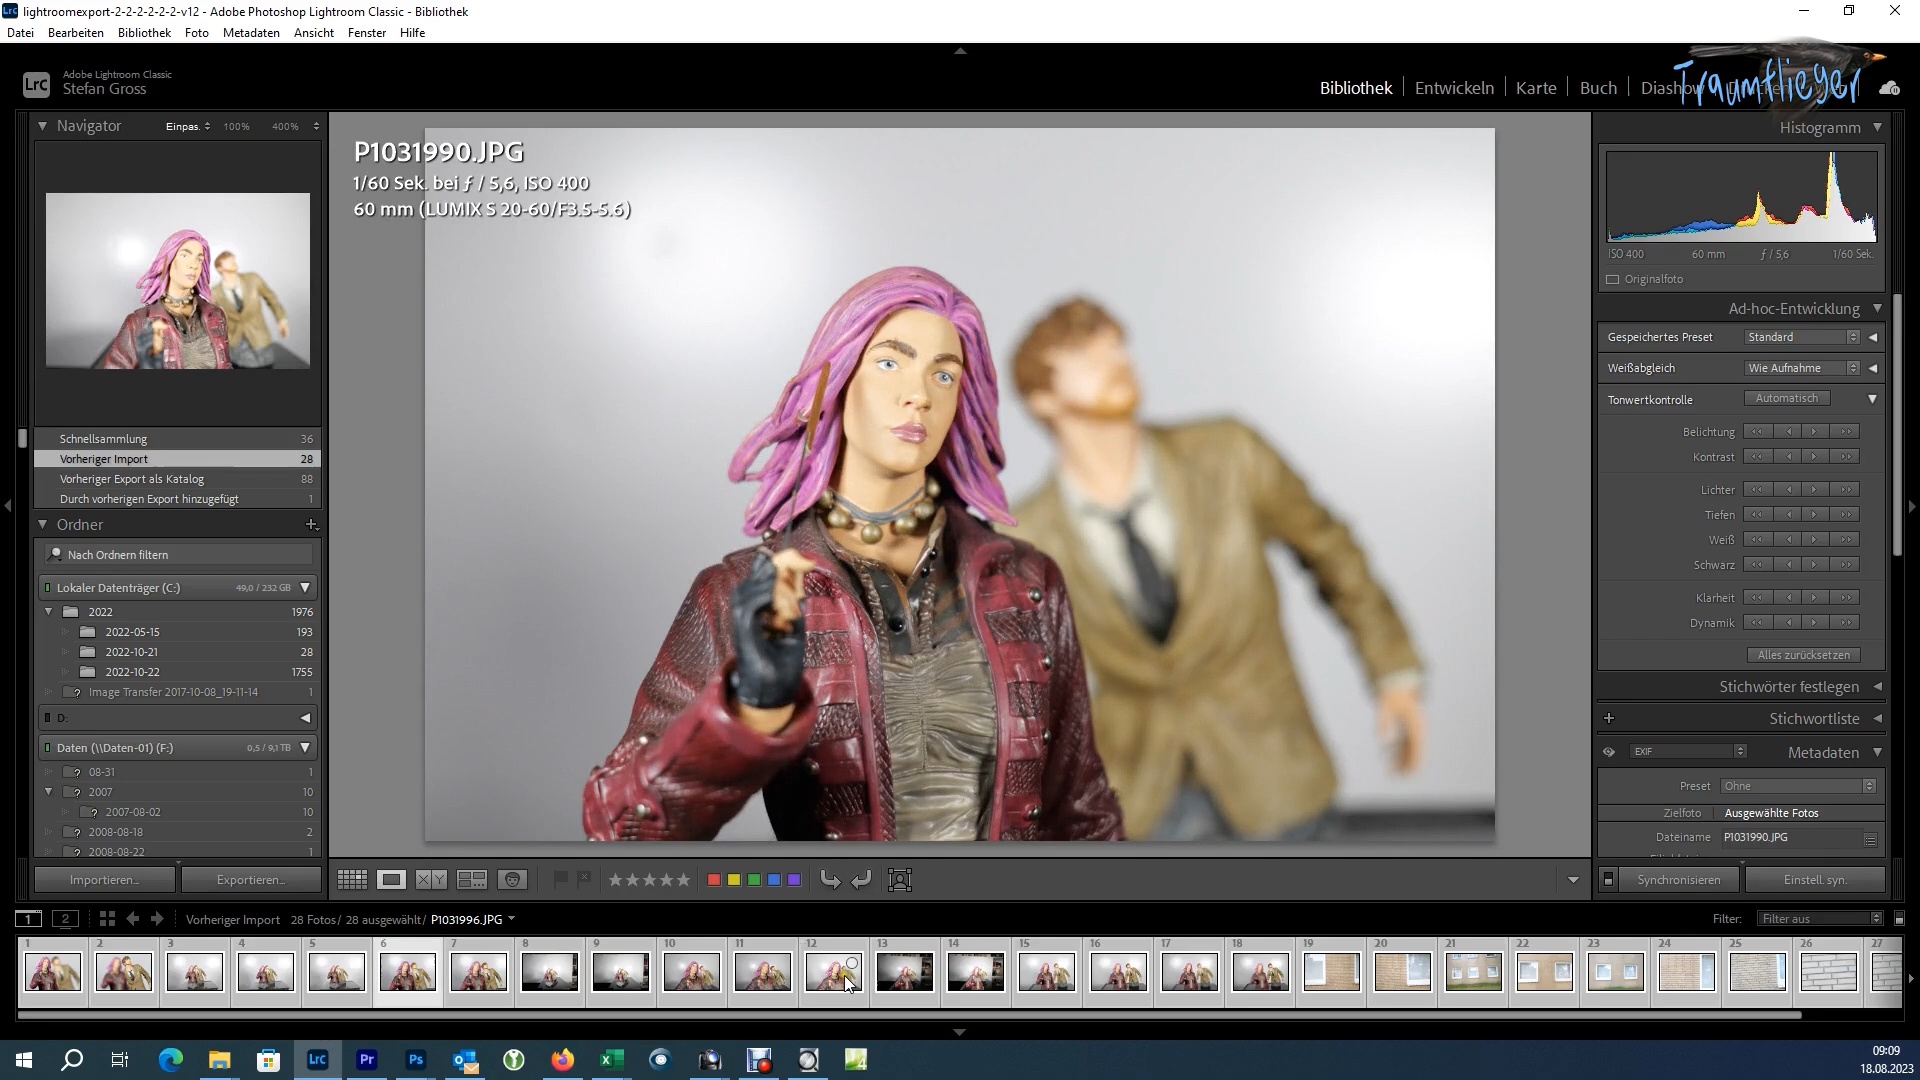 lightroomexport-2-2-2-2-2-2-v12 - Adobe Photoshop Lightroom Classic - Bibliothek
Datei Bearbeiten Bibliothek Foto Metadaten Ansicht Fenster Hilfe
LrC Adobe Lightroom Classic
Stefan Gross
Bibliothek Entwickeln Karte Buch Diashow
Traumflieger
Navigator Einpas. 100% 400%
Histogramm
P1031990.JPG
1/60 Sek. bei ƒ / 5,6, ISO 400
60 mm (LUMIX S 20-60/F3.5-5.6)
ISO 400 60 mm ƒ / 5,6 1/60 Sek.
Originalfoto
Ad-hoc-Entwicklung
Gespeichertes Preset Standard
Weißabgleich Wie Aufnahme
Tonwertkontrolle Automatisch
Belichtung
Kontrast
Lichter
Tiefen
Weiß
Schwarz
Klarheit
Dynamik
Alles zurücksetzen
Stichwörter festlegen
Stichwortliste
EXIF Metadaten
Preset Ohne
Zielfoto Ausgewählte Fotos
Dateiname P1031990.JPG
Synchronisieren Einstell. syn.
Schnellsammlung 36
Vorheriger Import 28
Vorheriger Export als Katalog 88
Durch vorherigen Export hinzugefügt 1
Ordner
Nach Ordnern filtern
Lokaler Datenträger (C:) 49,0 / 232 GB
2022 1976
2022-05-15 193
2022-10-21 28
2022-10-22 1755
Image Transfer 2017-10-08_19-11-14 1
D:
Daten (\\Daten-01) (F:) 0,5 / 9,1 TB
08-31 1
2007 10
2007-08-02 10
2008-08-18 2
2008-08-22 1
Importieren... Exportieren...
X Y
1 2 Vorheriger Import 28 Fotos / 28 ausgewählt / P1031996.JPG
Filter: Filter aus
1 2 3 4 5 6 7 8 9 10 11 12 13 14 15 16 17 18 19 20 21 22 23 24 25 26 27
LrC Pr Ps
09:09
18.08.2023